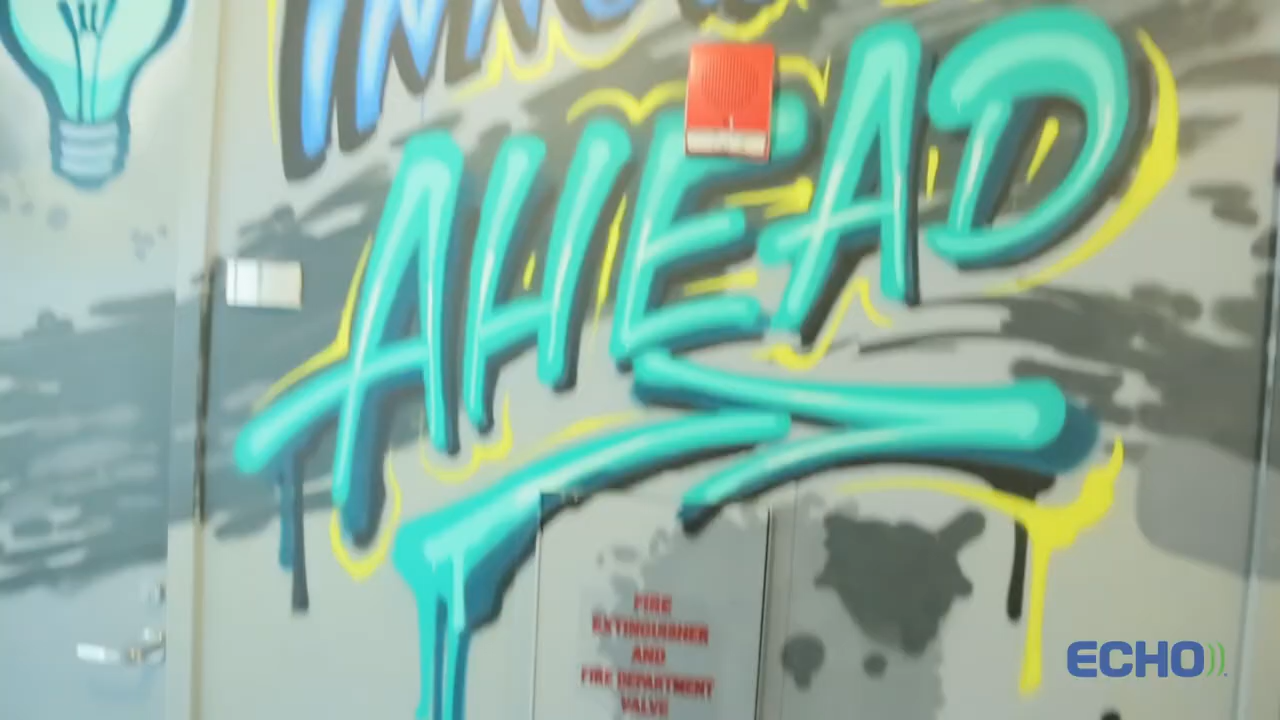 AHEAD
FIRE
EXTINGUISHER
AND
FIRE DEPARTMENT
VALVE
ECHO